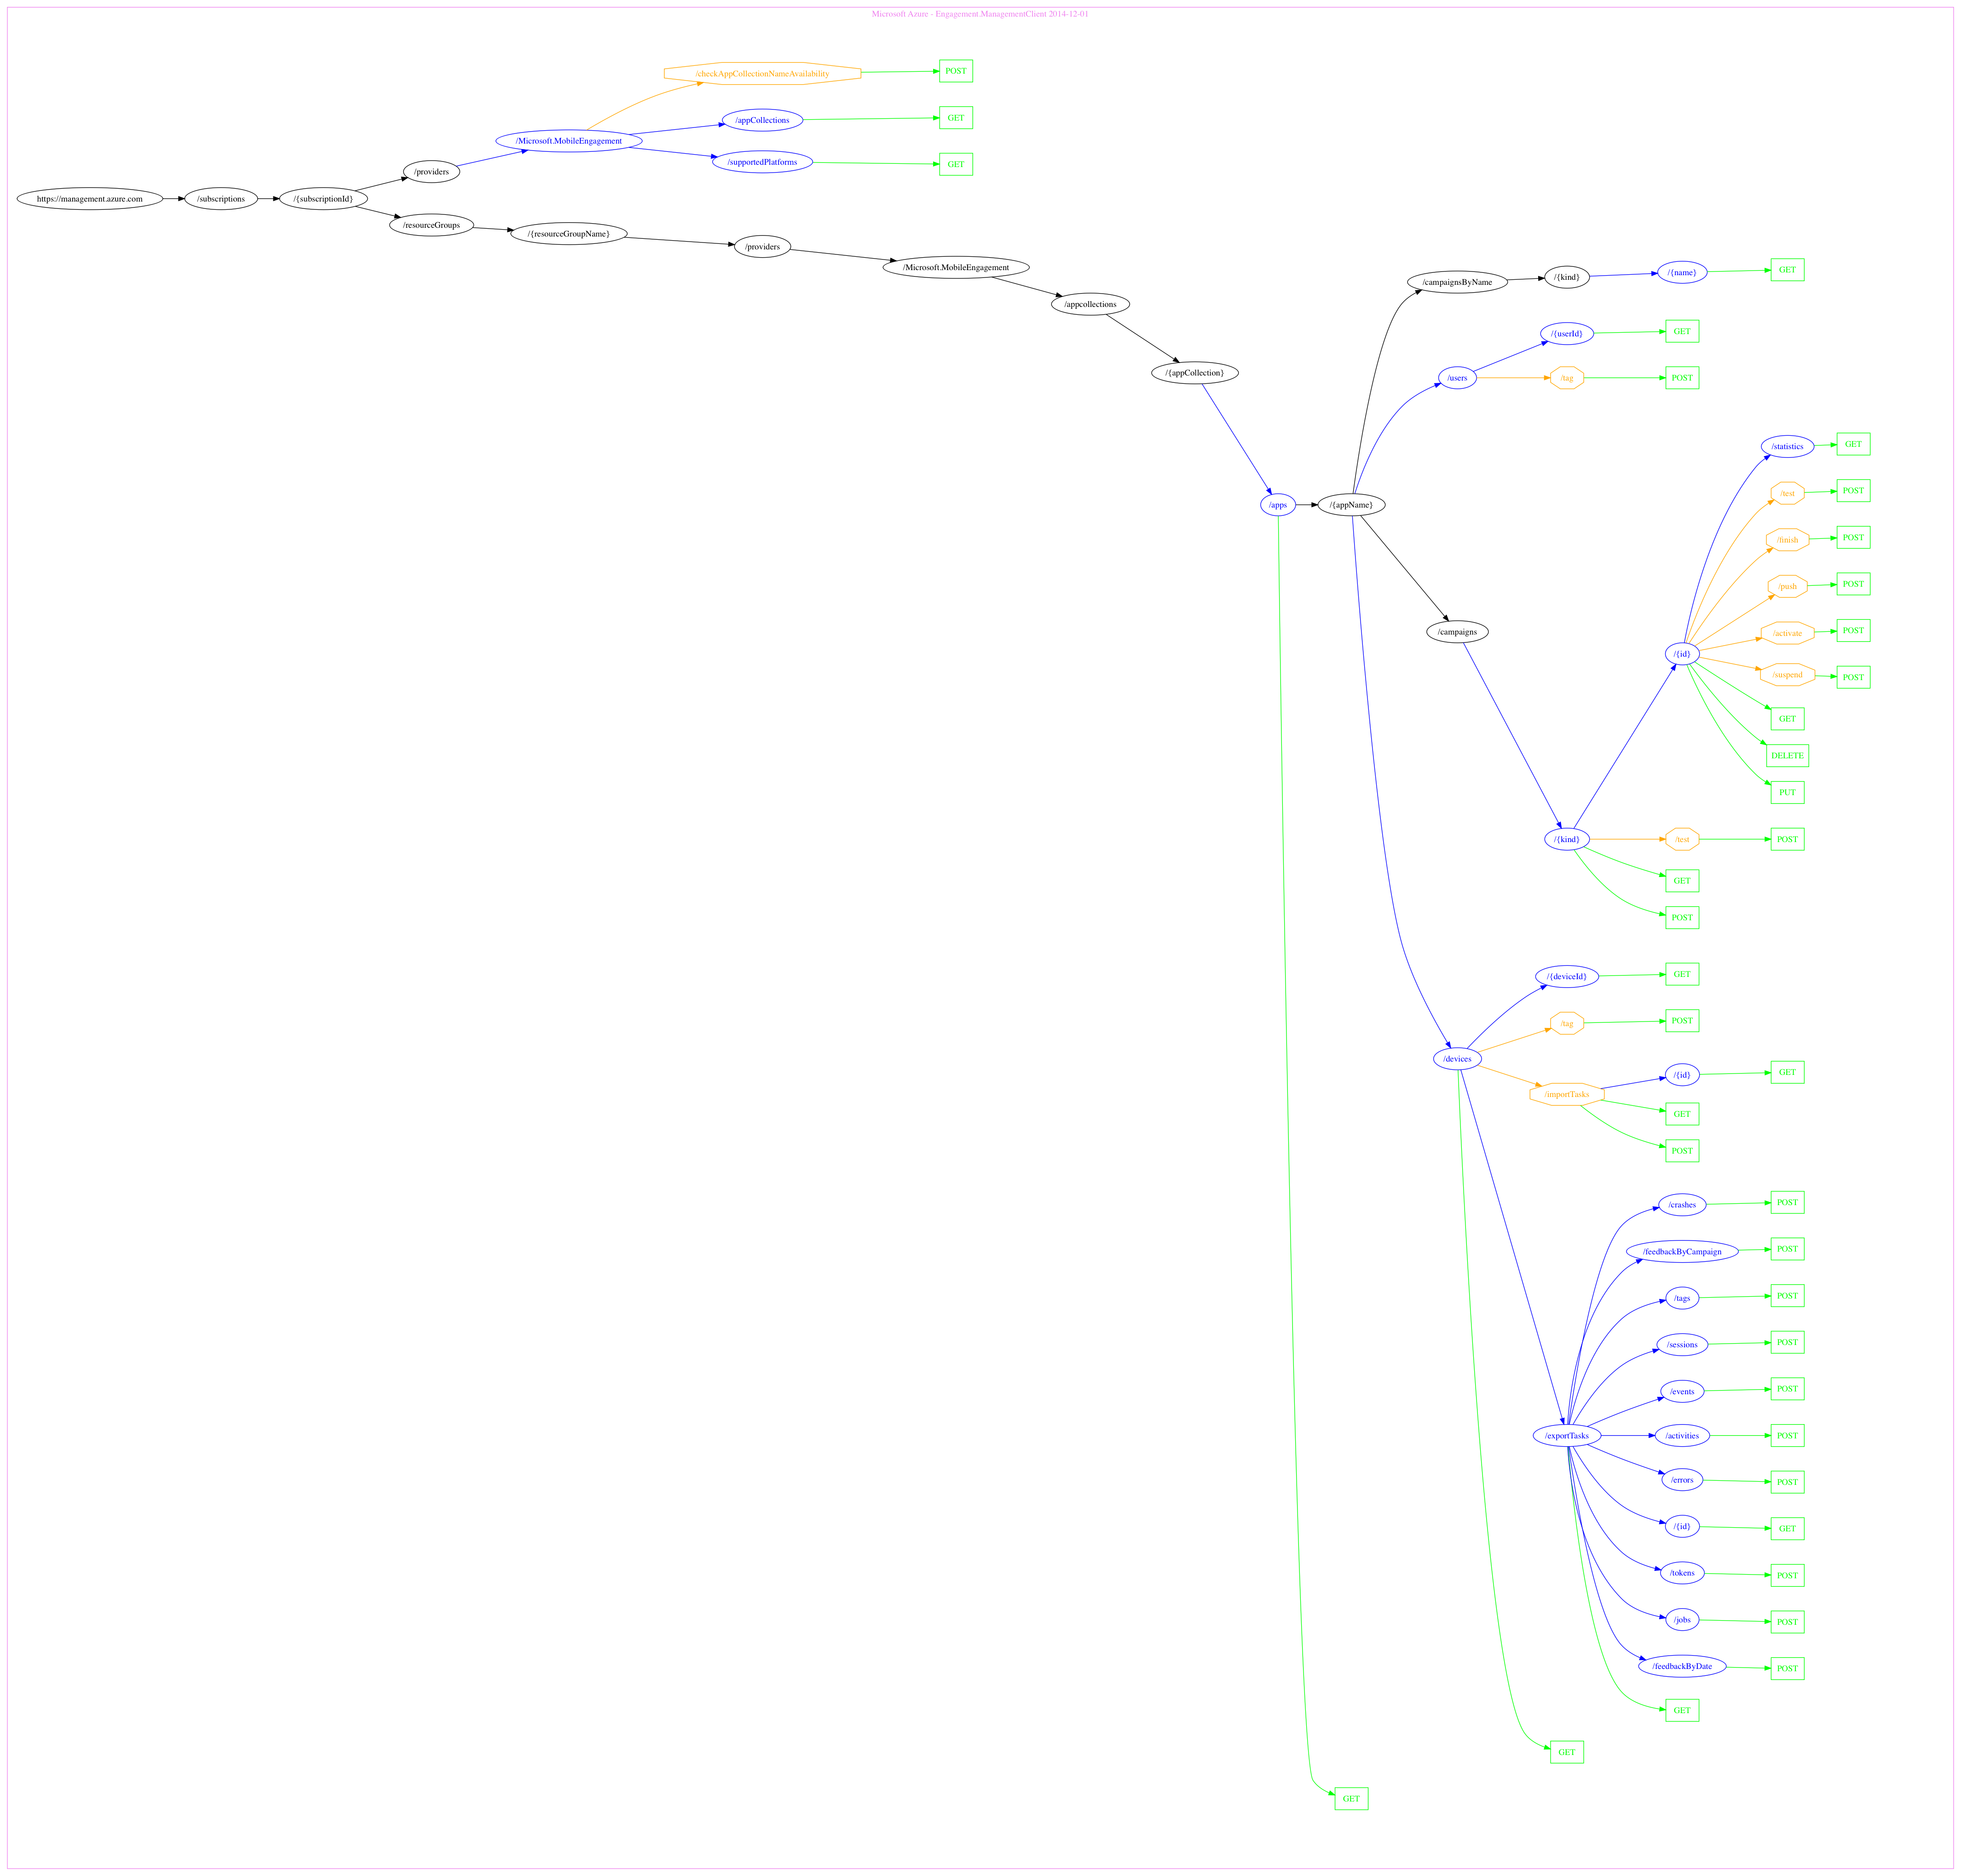 Microsoft Azure - Engagement.ManagementClient 2014-12-01
/checkAppCollectionNameAvailability
POST
/appCollections
GET
/Microsoft.MobileEngagement
/supportedPlatforms
GET
/providers
https://management.azure.com
/subscriptions
/{subscriptionId}
/resourceGroups
/{resourceGroupName}
/providers
/Microsoft.MobileEngagement
/appcollections
/{appCollection}
/apps
/{appName}
/campaignsByName
/{kind}
/{name}
GET
/users
/{userId}
GET
/tag
POST
/campaigns
/{kind}
/{id}
/statistics
GET
/test
POST
/finish
POST
/push
POST
/activate
POST
/suspend
POST
GET
DELETE
PUT
/test
POST
GET
POST
/devices
/{deviceId}
GET
/tag
POST
/importTasks
/{id}
GET
GET
POST
/exportTasks
/crashes
POST
/feedbackByCampaign
POST
/tags
POST
/sessions
POST
/events
POST
/activities
POST
/errors
POST
/{id}
GET
/tokens
POST
/jobs
POST
/feedbackByDate
POST
GET
GET
GET